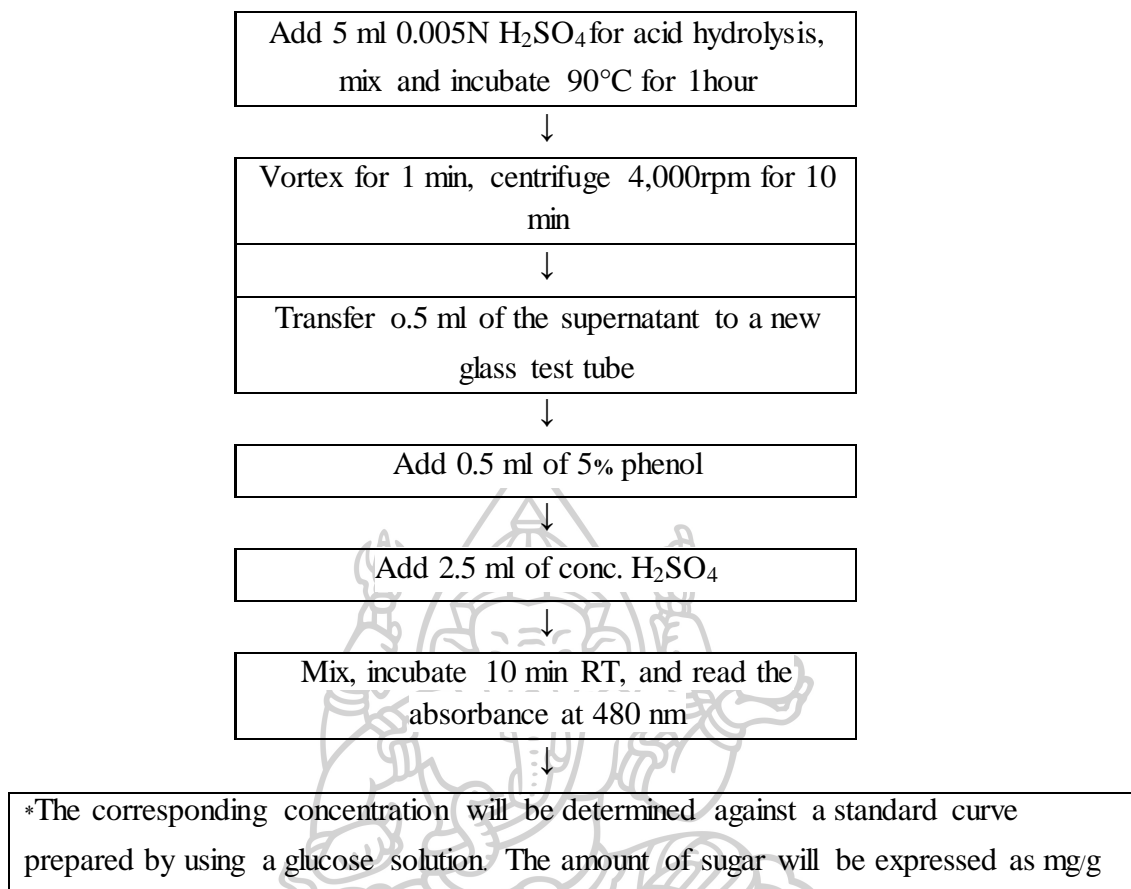 Add 5 ml 0.005N H₂SO₄ for acid hydrolysis,
mix and incubate 90°C for 1hour
↓
Vortex for 1 min, centrifuge 4,000rpm for 10
min
↓
Transfer o.5 ml of the supernatant to a new
glass test tube
↓
Add 0.5 ml of 5% phenol
↓
Add 2.5 ml of conc. H₂SO₄
↓
Mix, incubate 10 min RT, and read the
absorbance at 480 nm
↓
*The corresponding concentration will be determined against a standard curve
prepared by using a glucose solution. The amount of sugar will be expressed as mg/g